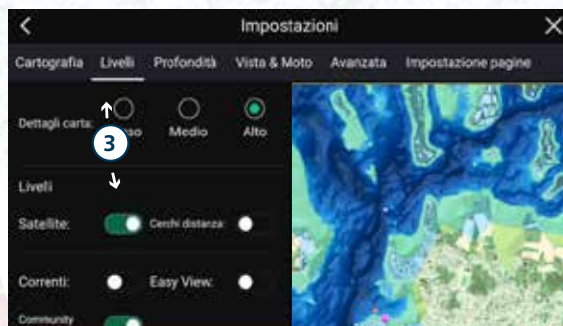 Impostazioni
Cartografia Livelli Profondità Vista & Moto Avanzata Impostazione pagine
Dettagli carta:
Medio Alto
3
Livelli
Satellite: Cerchi distanza:
Correnti: Easy View:
Community